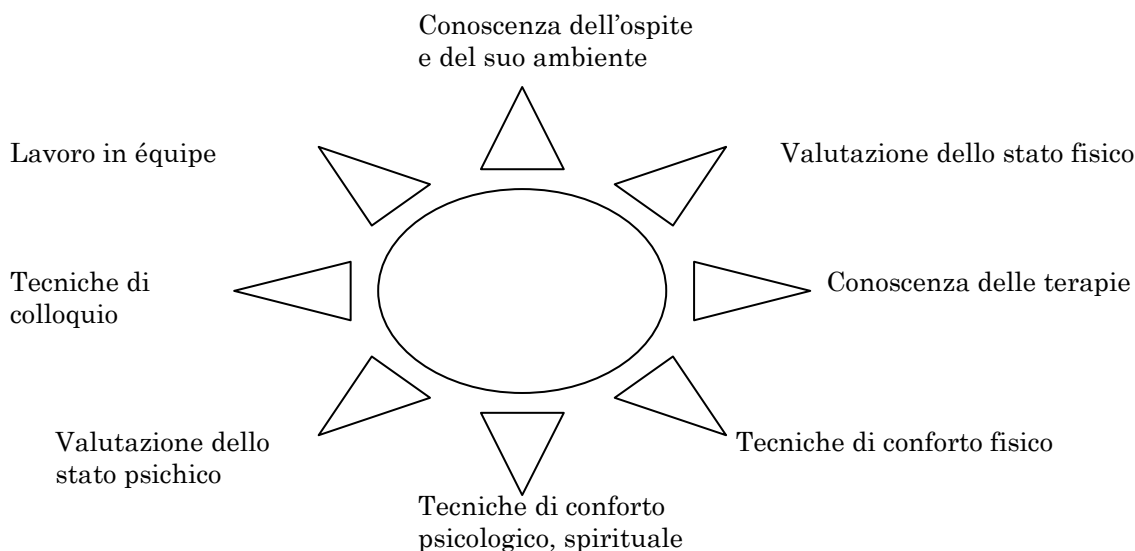 Conoscenza dell'ospite
e del suo ambiente
Lavoro in équipe
Valutazione dello stato fisico
Tecniche di
colloquio
Conoscenza delle terapie
Valutazione dello
stato psichico
Tecniche di conforto fisico
Tecniche di conforto
psicologico, spirituale